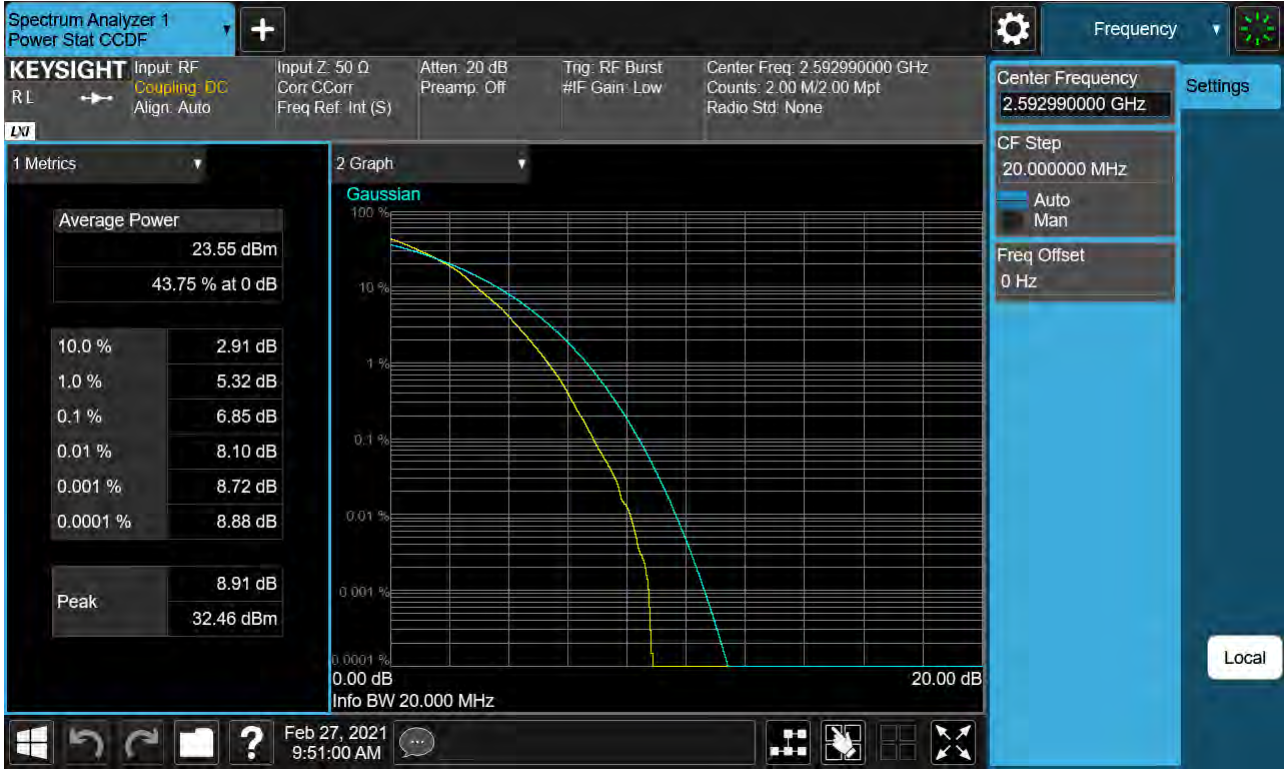 Spectrum Analyzer 1
Power Stat CCDF
Frequency
KEYSIGHT
R L
LXI
Input: RF
Coupling: DC
Align: Auto
Input Z: 50 Ω
Corr CCorr
Freq Ref: Int (S)
Atten: 20 dB
Preamp: Off
Trig: RF Burst
#IF Gain: Low
Center Freq: 2.592990000 GHz
Counts: 2.00 M/2.00 Mpt
Radio Std: None
Center Frequency
2.592990000 GHz
Settings
CF Step
20.000000 MHz
Auto
Man
Freq Offset
0 Hz
1 Metrics
Average Power
23.55 dBm
43.75 % at 0 dB
10.0 % 2.91 dB
1.0 % 5.32 dB
0.1 % 6.85 dB
0.01 % 8.10 dB
0.001 % 8.72 dB
0.0001 % 8.88 dB
Peak
8.91 dB
32.46 dBm
2 Graph
Gaussian
100 %
10 %
1 %
0.1 %
0.01 %
0.001 %
0.0001 %
0.00 dB 20.00 dB
Info BW 20.000 MHz
Local
?
Feb 27, 2021
9:51:00 AM